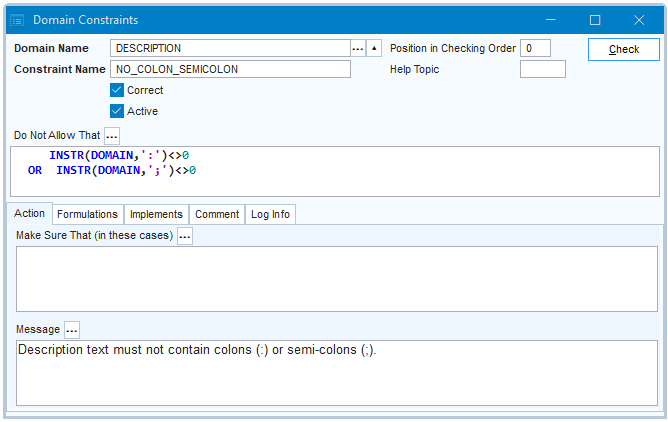 Domain Constraints
Domain Name DESCRIPTION ... Position in Checking Order 0 Check
Constraint Name NO_COLON_SEMICOLON Help Topic
Correct
Active
Do Not Allow That ...
INSTR(DOMAIN,':')<>0
OR INSTR(DOMAIN,';')<>0
Action Formulations Implements Comment Log Info
Make Sure That (in these cases) ...
Message ...
Description text must not contain colons (:) or semi-colons (;).